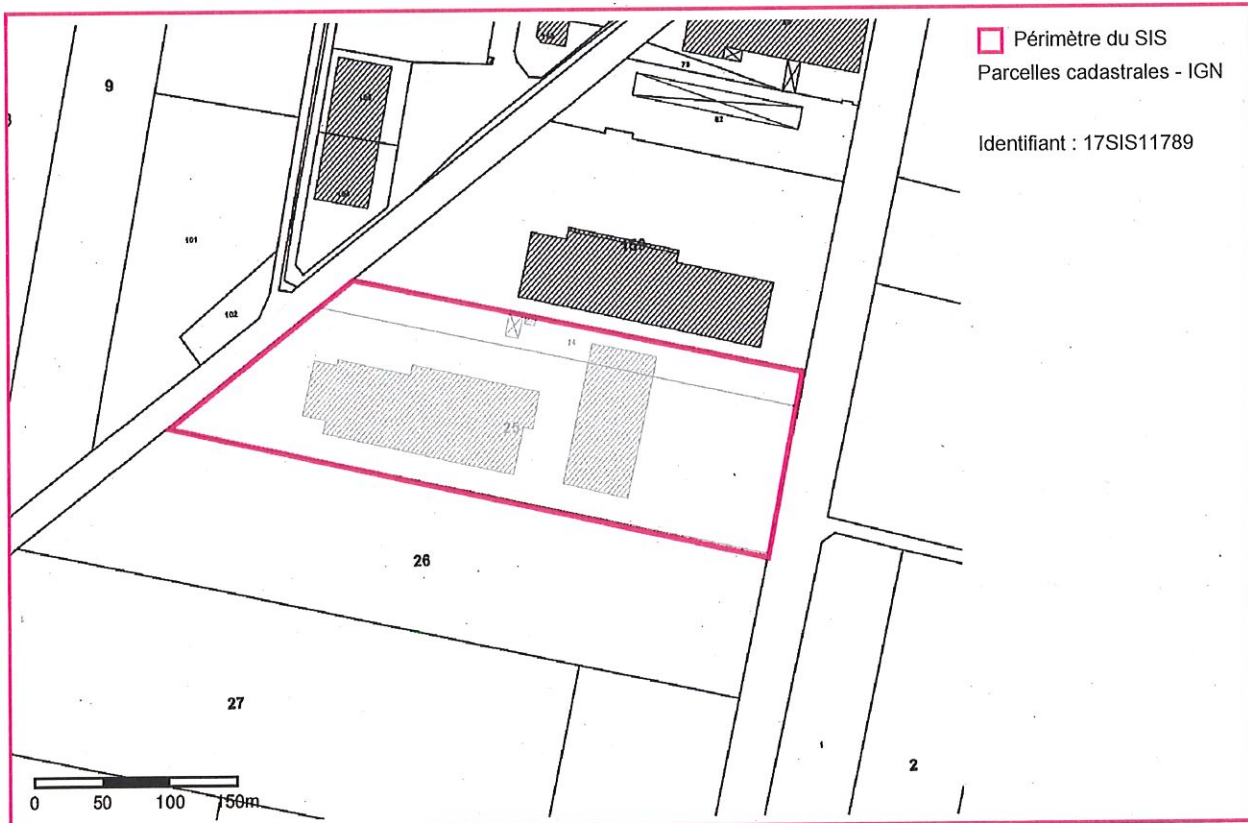 Périmètre du SIS
Parcelles cadastrales - IGN
Identifiant : 17SIS11789
9
101
102
25
26
27
1
2
0 50 100 150m